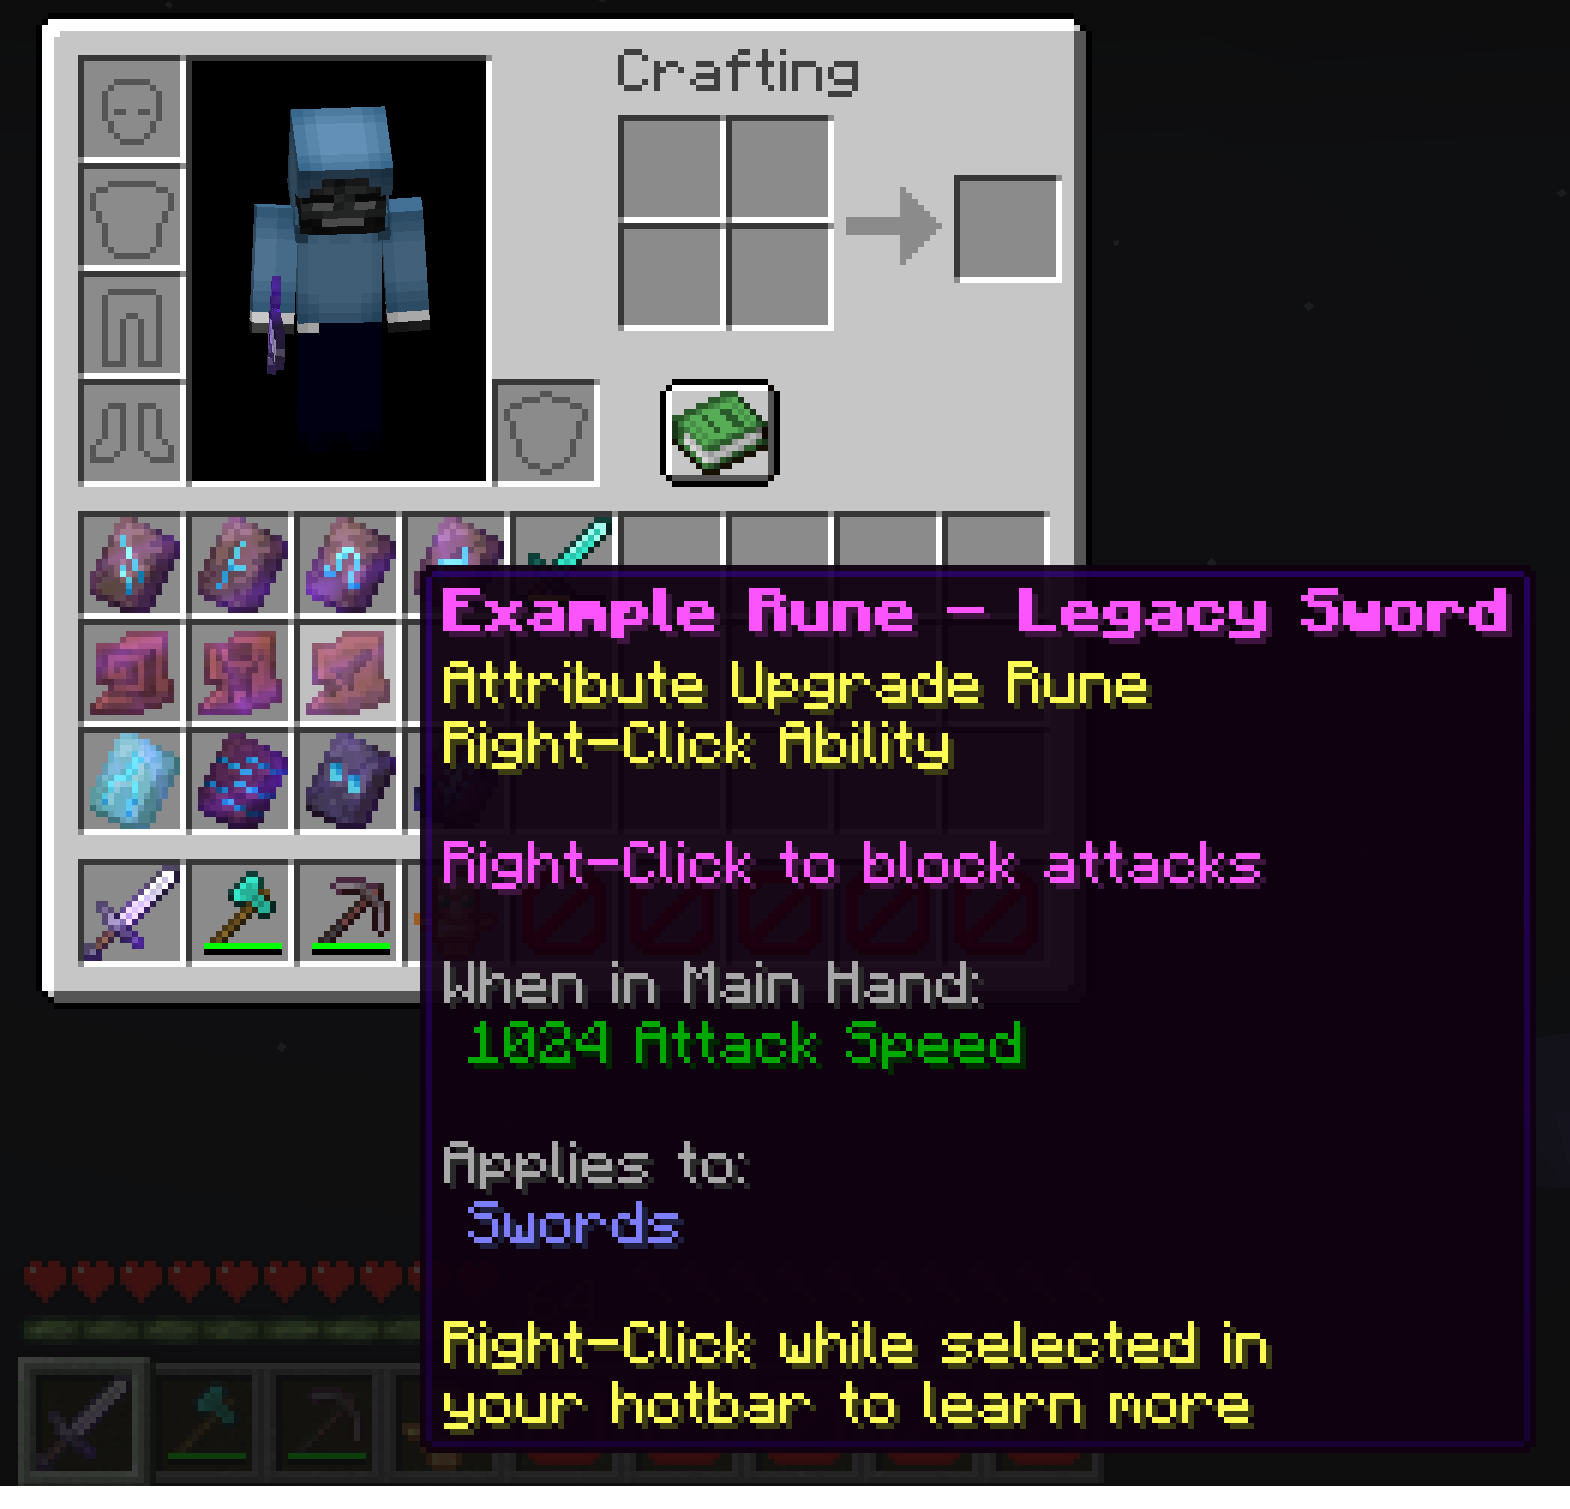 Crafting
Example Rune - Legacy Sword
Attribute Upgrade Rune
Right-Click Ability
Right-Click to block attacks
When in Main Hand:
1024 Attack Speed
Applies to:
Swords
Right-Click while selected in
your hotbar to learn more